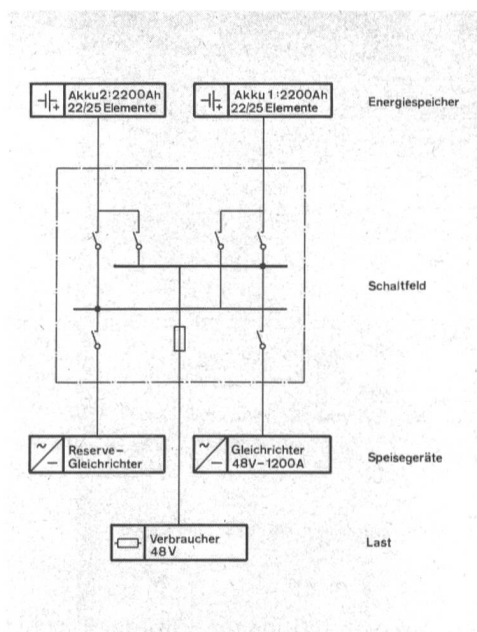 Akku2:2200Ah
22/25 Elemente
Akku 1:2200Ah
22/25 Elemente
Energiespeicher
Schaltfeld
Reserve-
Gleichrichter
Gleichrichter
48V-1200A
Speisegeräte
Verbraucher
48V
Last